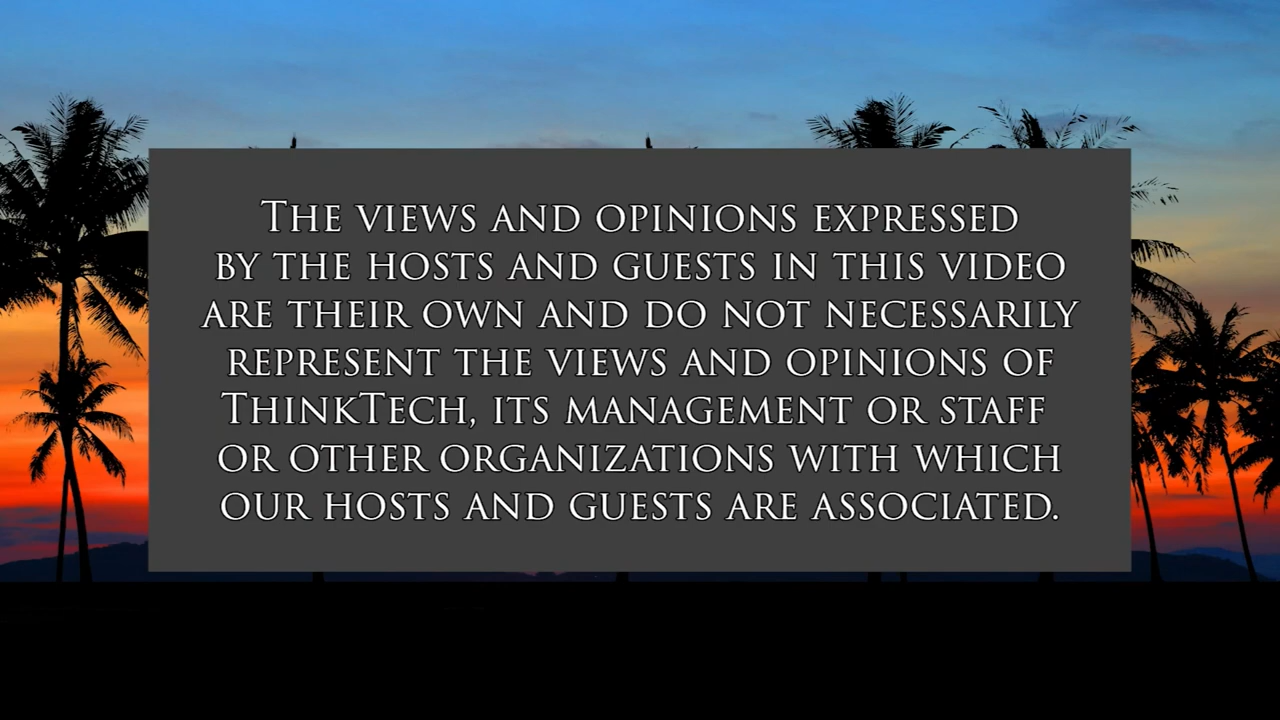 The views and opinions expressed
by the hosts and guests in this video
are their own and do not necessarily
represent the views and opinions of
ThinkTech, its management or staff
or other organizations with which
our hosts and guests are associated.